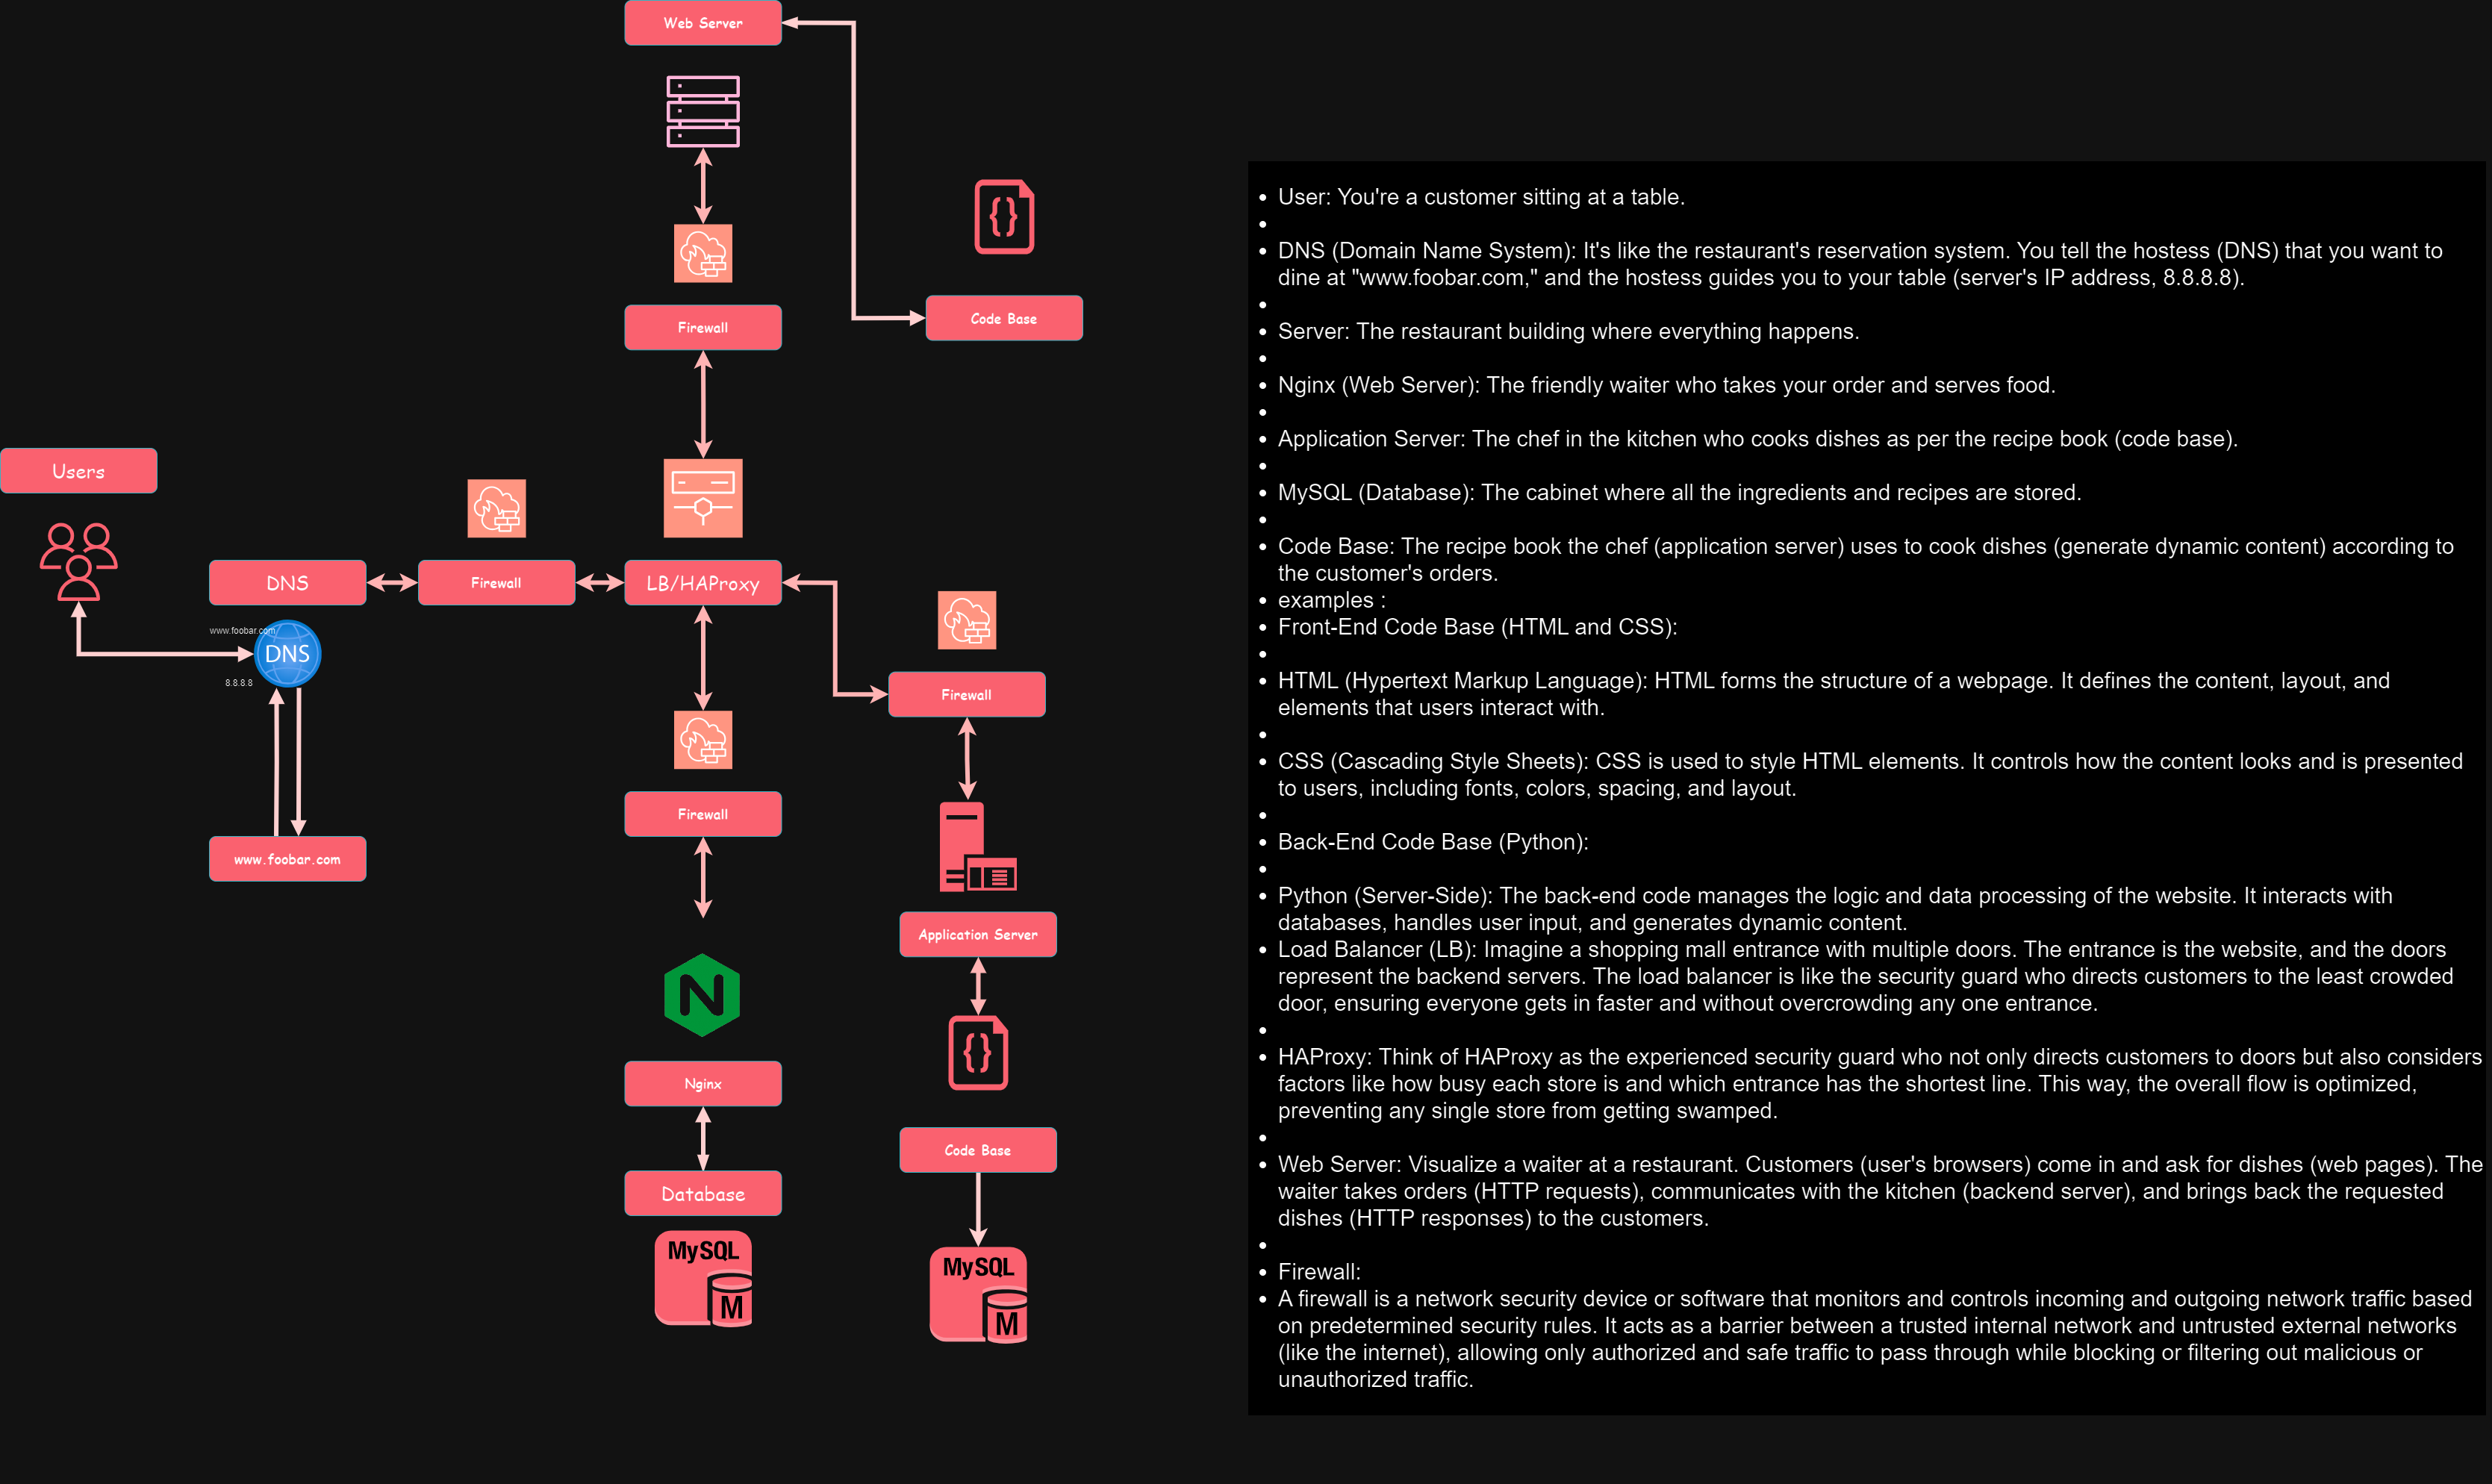 Web Server
Code Base
Firewall
Users
DNS
Firewall
LB/HAProxy
www.foobar.com
DNS
8.8.8.8
Firewall
Firewall
www.foobar.com
Application Server
Nginx
Code Base
Database
MySQL
M
MySQL
M
• User: You're a customer sitting at a table.
•
• DNS (Domain Name System): It's like the restaurant's reservation system. You tell the hostess (DNS) that you want to
dine at "www.foobar.com," and the hostess guides you to your table (server's IP address, 8.8.8.8).
•
• Server: The restaurant building where everything happens.
•
• Nginx (Web Server): The friendly waiter who takes your order and serves food.
•
• Application Server: The chef in the kitchen who cooks dishes as per the recipe book (code base).
•
• MySQL (Database): The cabinet where all the ingredients and recipes are stored.
•
• Code Base: The recipe book the chef (application server) uses to cook dishes (generate dynamic content) according to
the customer's orders.
• examples :
• Front-End Code Base (HTML and CSS):
•
• HTML (Hypertext Markup Language): HTML forms the structure of a webpage. It defines the content, layout, and
elements that users interact with.
•
• CSS (Cascading Style Sheets): CSS is used to style HTML elements. It controls how the content looks and is presented
to users, including fonts, colors, spacing, and layout.
•
• Back-End Code Base (Python):
•
• Python (Server-Side): The back-end code manages the logic and data processing of the website. It interacts with
databases, handles user input, and generates dynamic content.
• Load Balancer (LB): Imagine a shopping mall entrance with multiple doors. The entrance is the website, and the doors
represent the backend servers. The load balancer is like the security guard who directs customers to the least crowded
door, ensuring everyone gets in faster and without overcrowding any one entrance.
•
• HAProxy: Think of HAProxy as the experienced security guard who not only directs customers to doors but also considers
factors like how busy each store is and which entrance has the shortest line. This way, the overall flow is optimized,
preventing any single store from getting swamped.
•
• Web Server: Visualize a waiter at a restaurant. Customers (user's browsers) come in and ask for dishes (web pages). The
waiter takes orders (HTTP requests), communicates with the kitchen (backend server), and brings back the requested
dishes (HTTP responses) to the customers.
•
• Firewall:
• A firewall is a network security device or software that monitors and controls incoming and outgoing network traffic based
on predetermined security rules. It acts as a barrier between a trusted internal network and untrusted external networks
(like the internet), allowing only authorized and safe traffic to pass through while blocking or filtering out malicious or
unauthorized traffic.